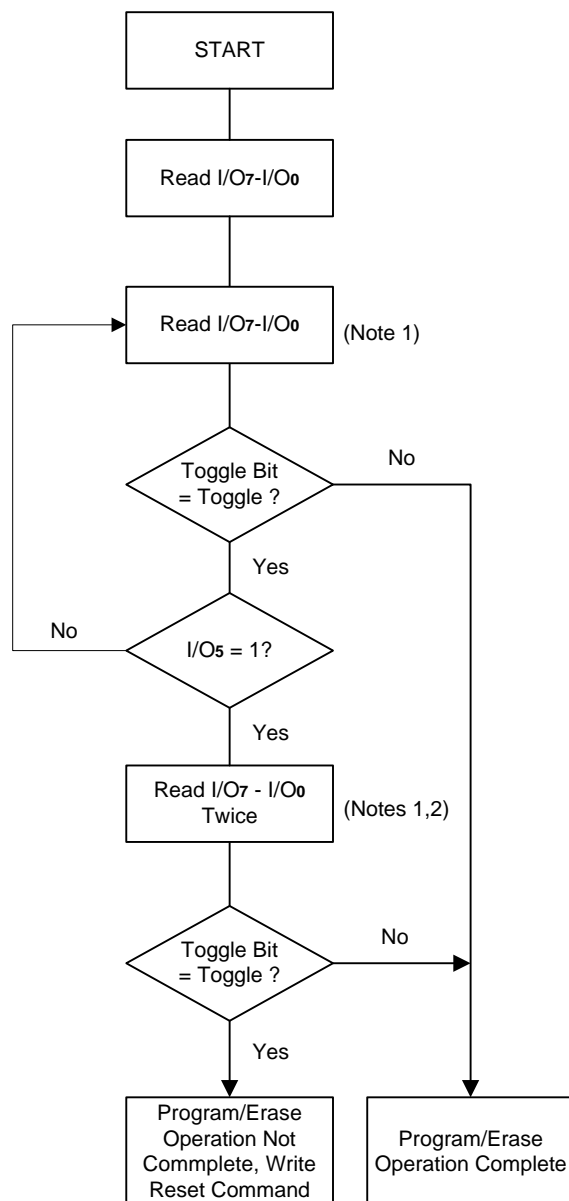 START
Read I/O7-I/O0
Read I/O7-I/O0
(Note 1)
Toggle Bit
= Toggle ?
No
Yes
No
I/O5 = 1?
Yes
Read I/O7 - I/O0
Twice
(Notes 1,2)
Toggle Bit
= Toggle ?
No
Yes
Program/Erase
Operation Not
Commplete, Write
Reset Command
Program/Erase
Operation Complete